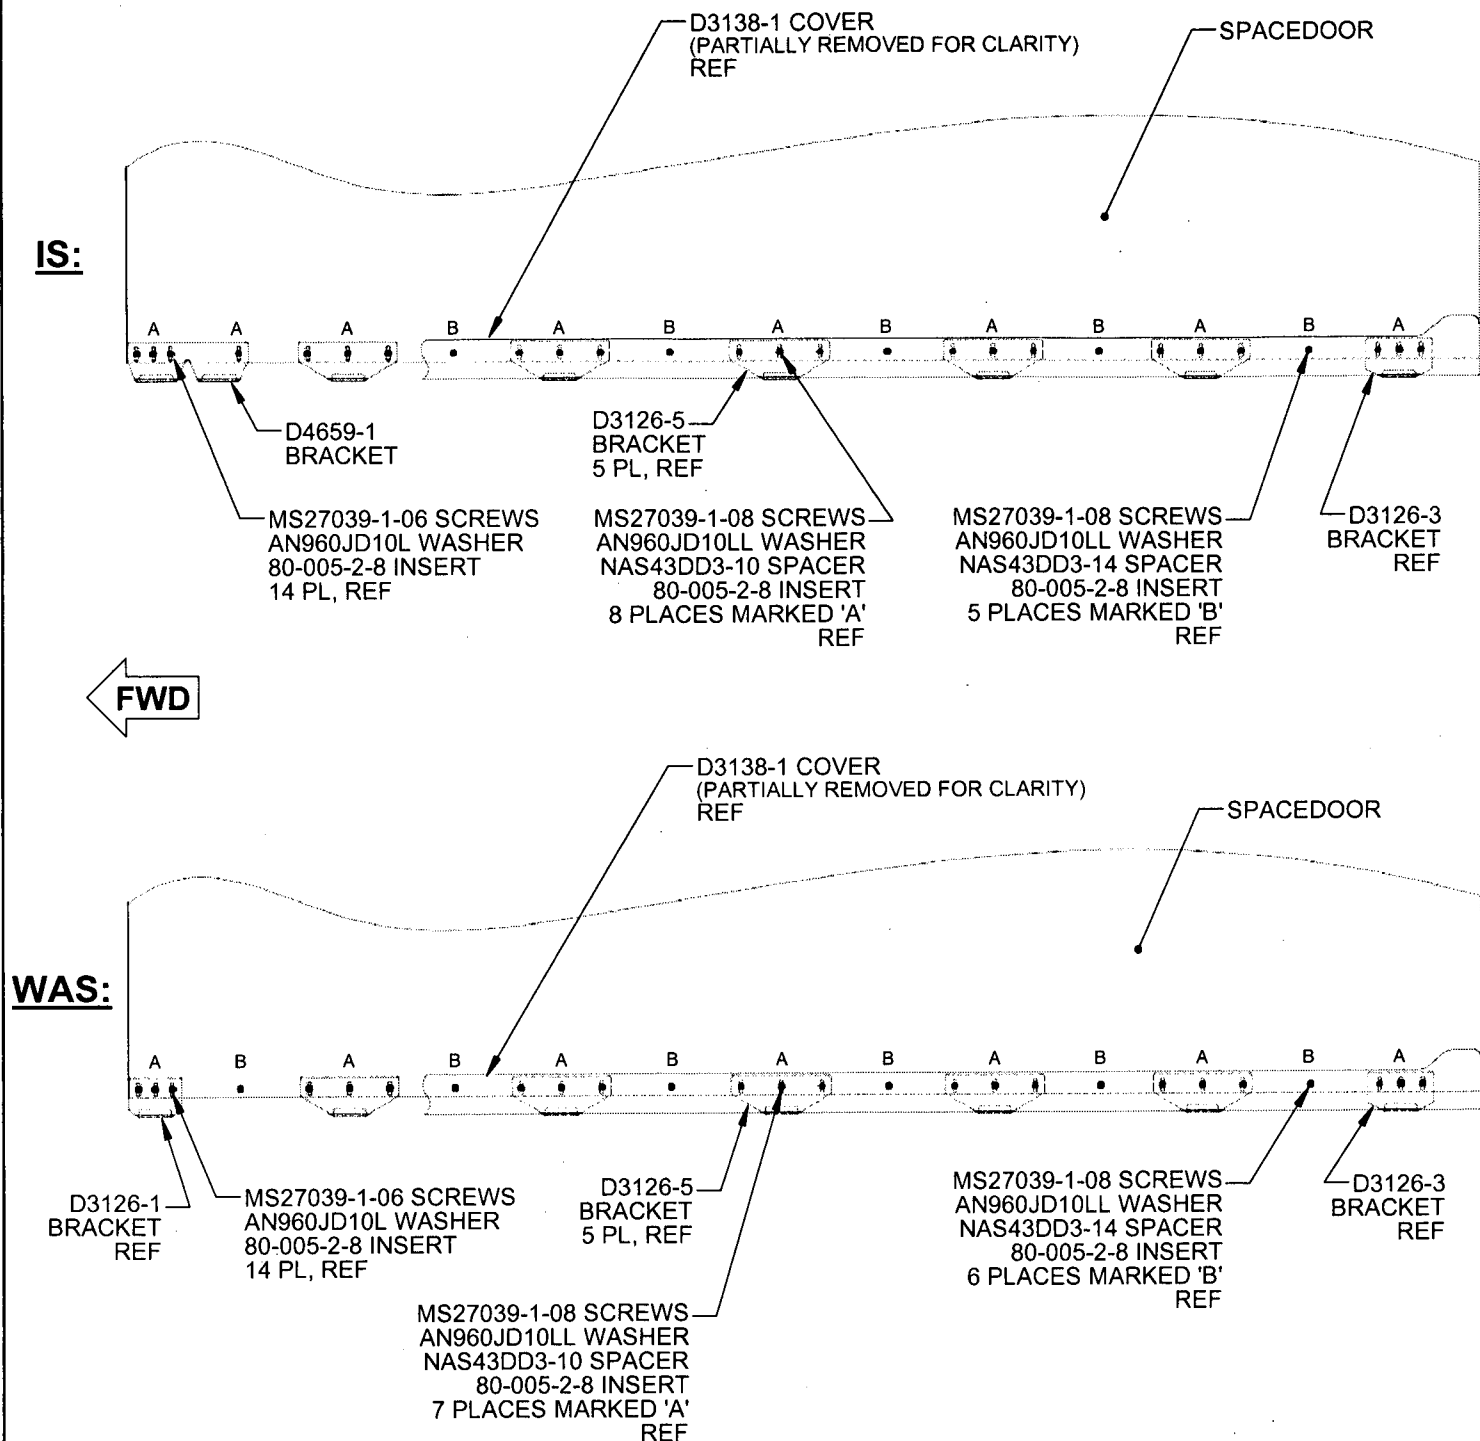 D3138-1 COVER
(PARTIALLY REMOVED FOR CLARITY)
REF
SPACEDOOR
IS:
A A A B A B A B A B A B A
D4659-1
BRACKET
D3126-5
BRACKET
5 PL, REF
MS27039-1-06 SCREWS
AN960JD10L WASHER
80-005-2-8 INSERT
14 PL, REF
MS27039-1-08 SCREWS
AN960JD10LL WASHER
NAS43DD3-10 SPACER
80-005-2-8 INSERT
8 PLACES MARKED 'A'
REF
MS27039-1-08 SCREWS
AN960JD10LL WASHER
NAS43DD3-14 SPACER
80-005-2-8 INSERT
5 PLACES MARKED 'B'
REF
D3126-3
BRACKET
REF
FWD
D3138-1 COVER
(PARTIALLY REMOVED FOR CLARITY)
REF
SPACEDOOR
WAS:
A B A B A B A B A B A B A
D3126-1
BRACKET
REF
MS27039-1-06 SCREWS
AN960JD10L WASHER
80-005-2-8 INSERT
14 PL, REF
D3126-5
BRACKET
5 PL, REF
MS27039-1-08 SCREWS
AN960JD10LL WASHER
NAS43DD3-14 SPACER
80-005-2-8 INSERT
6 PLACES MARKED 'B'
REF
D3126-3
BRACKET
REF
MS27039-1-08 SCREWS
AN960JD10LL WASHER
NAS43DD3-10 SPACER
80-005-2-8 INSERT
7 PLACES MARKED 'A'
REF